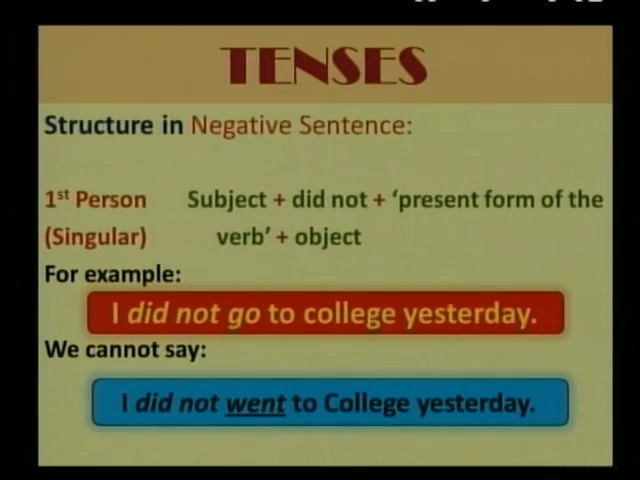 TENSES
Structure in Negative Sentence:
1st Person Subject + did not + ‘present form of the
(Singular) verb’ + object
For example:
I did not go to college yesterday.
We cannot say:
I did not went to College yesterday.